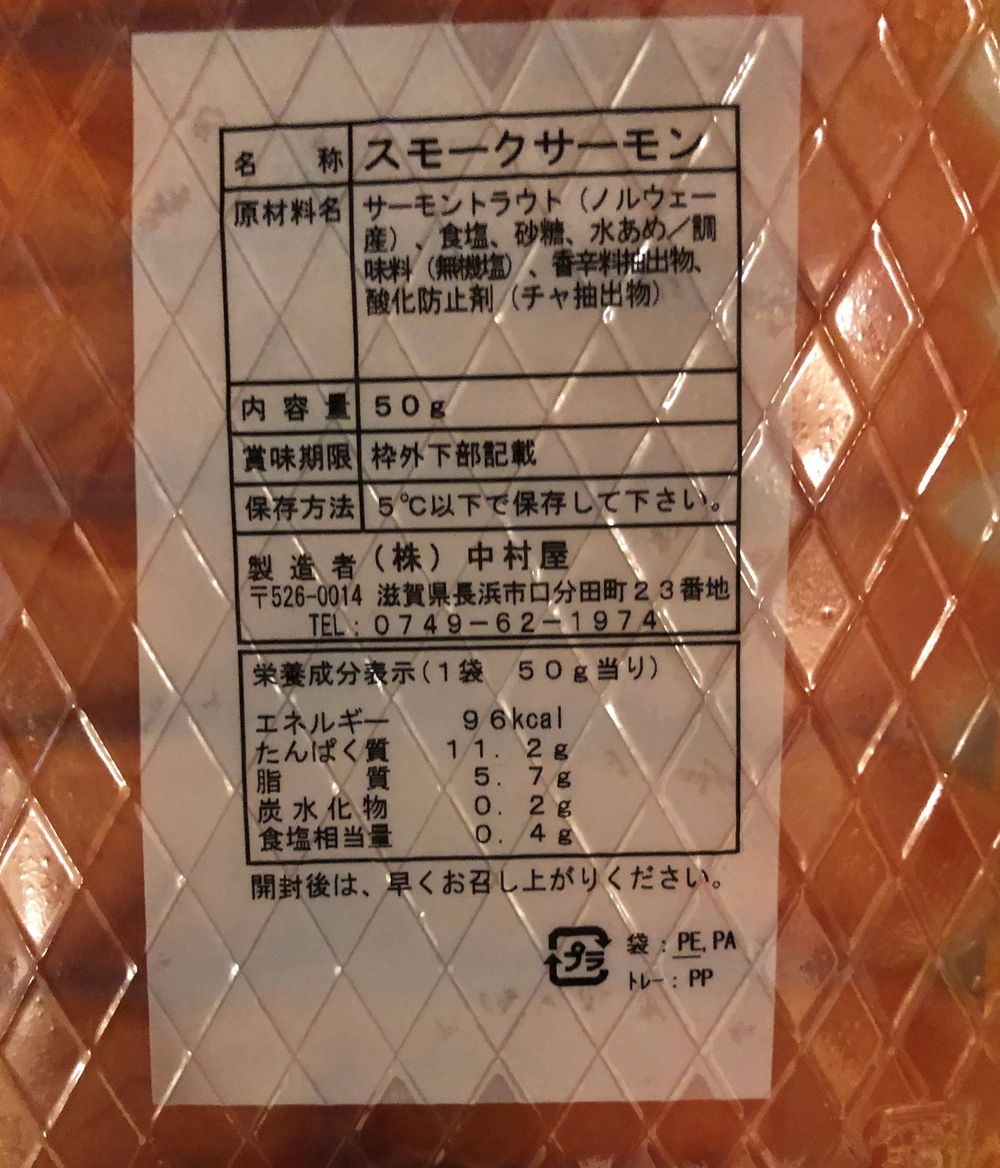 名称 スモークサーモン
原材料名 サーモントラウト（ノルウェー
産）、食塩、砂糖、水あめ／調
味料（無機塩）、香辛料抽出物、
酸化防止剤（チャ抽出物）
内容量 50g
賞味期限 枠外下部記載
保存方法 5℃以下で保存して下さい。
製造者（株）中村屋
〒526-0014 滋賀県長浜市口分田町23番地
TEL：0749－62－1974
栄養成分表示（1袋 50g当り）
エネルギー 96kcal
たんぱく質 11.2g
脂質 5.7g
炭水化物 0.2g
食塩相当量 0.4g
開封後は、早くお召し上がりください。
プラ 袋：PE,PA
トレー：PP